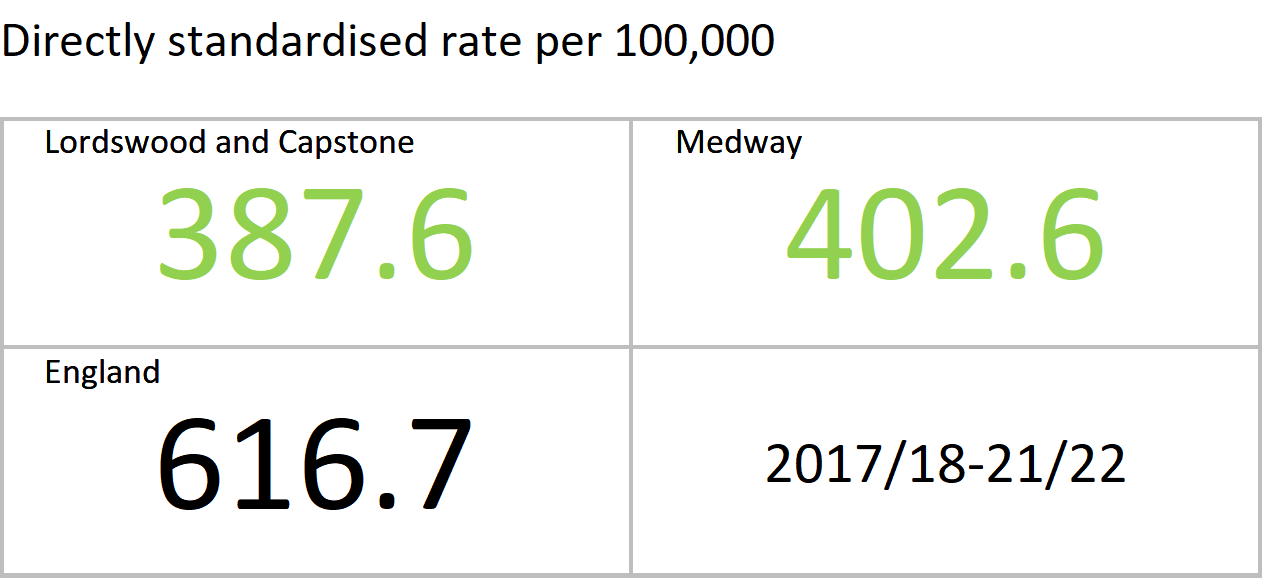 Directly standardised rate per 100,000
Lordswood and Capstone
387.6
Medway
402.6
England
616.7
2017/18-21/22